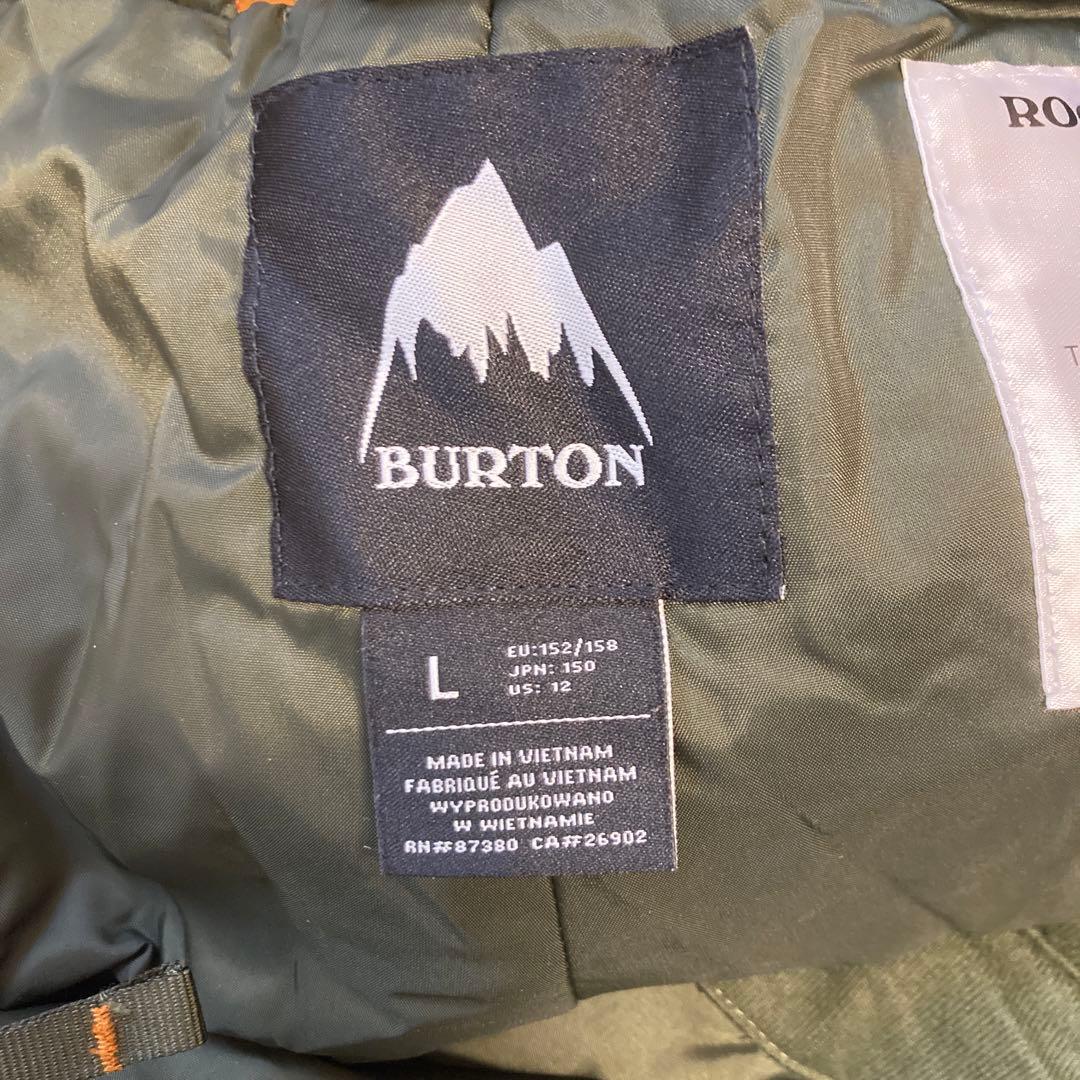 BURTON
L
EU:152/158
JPN: 150
US: 12
MADE IN VIETNAM
FABRIQUÉ AU VIETNAM
WYPRODUKOWANO
W WIETNAMIE
RN#87380 CA#26902